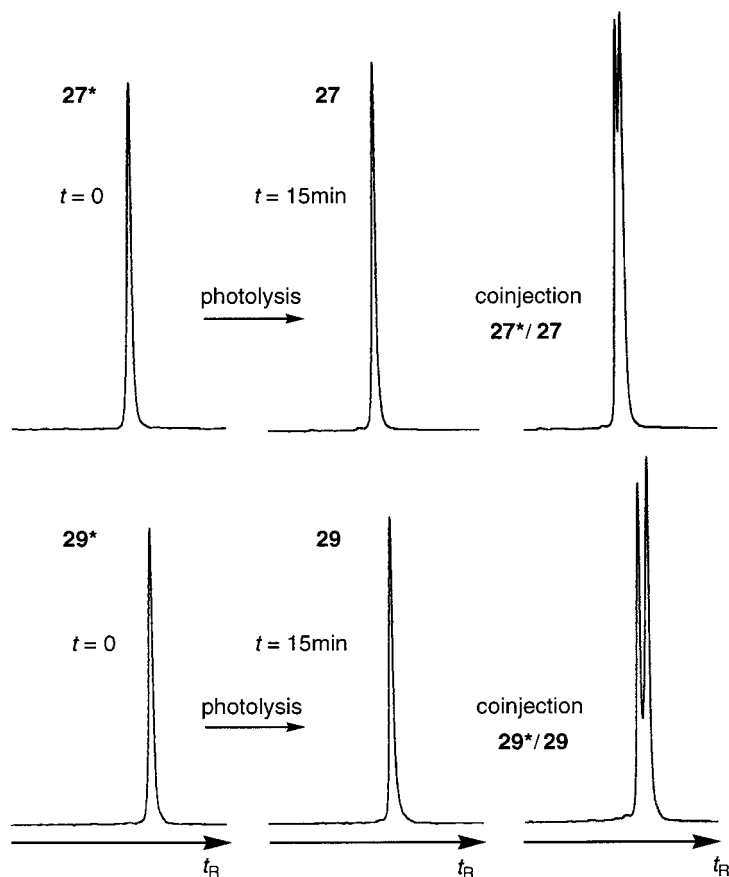 27*
27
t = 0
t = 15min
photolysis
coinjection
27*/ 27
29*
29
t = 0
t = 15min
photolysis
coinjection
29*/ 29
tR
tR
tR